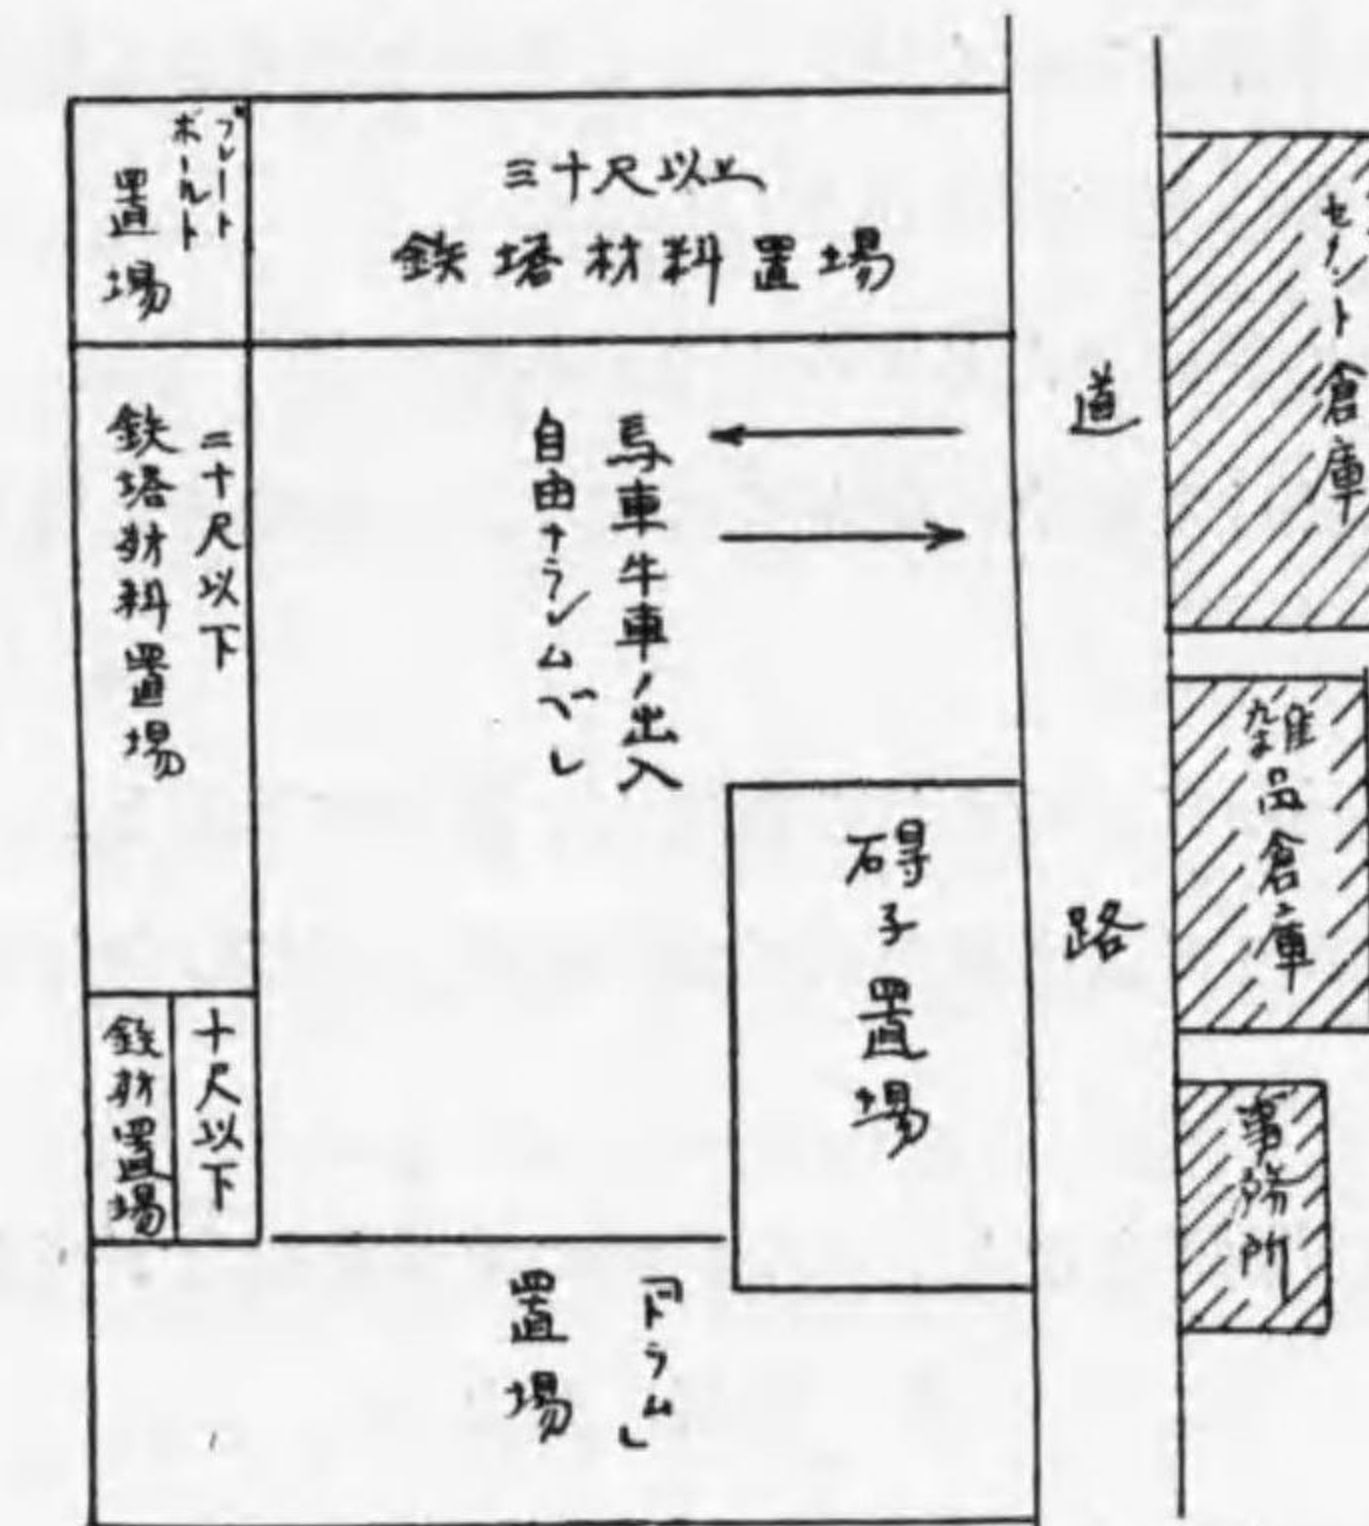 プレート
ボールト
置場
三十尺以上
鉄塔材料置場
二十尺以下
鉄塔材料置場
十尺以下
鉄材置場
馬車牛車ノ出入
自由ナラシムベシ
碍子置場
「ドラム」
置場
道路
セメント倉庫
雑品倉庫
事務所